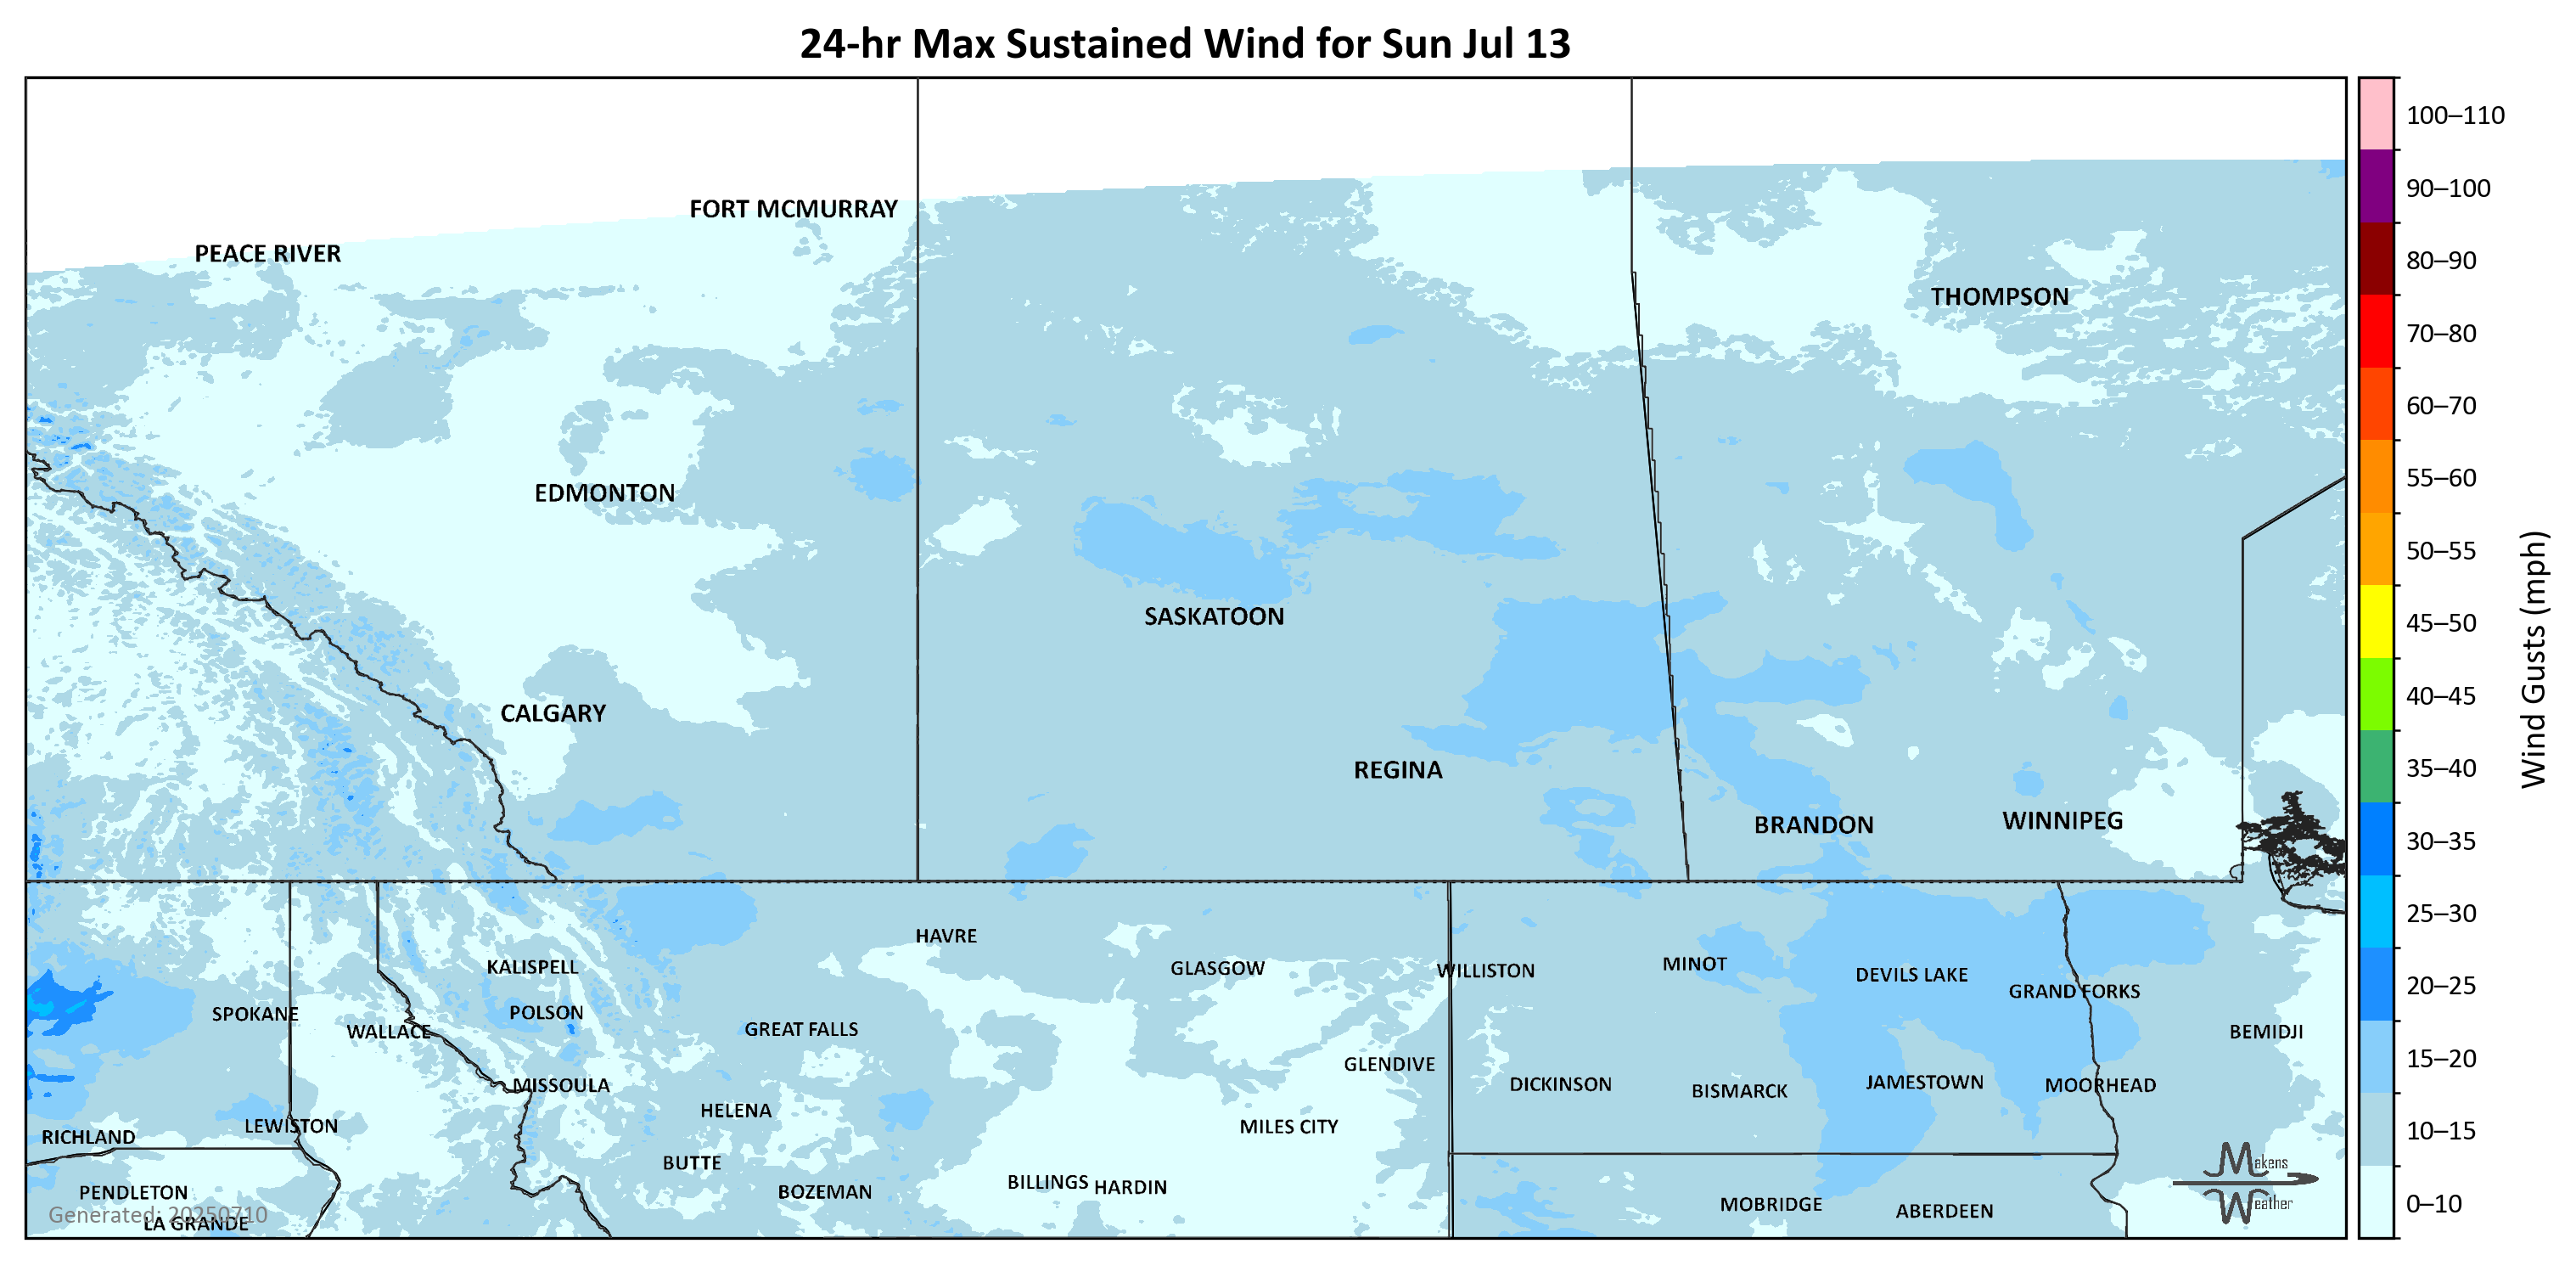 24-hr Max Sustained Wind for Sun Jul 13
100–110
FORT MCMURRAY
90–100
PEACE RIVER
80–90
THOMPSON
70–80
60–70
55–60
EDMONTON
50–55
SASKATOON
45–50
40–45
CALGARY
Wind Gusts (mph)
REGINA
35–40
BRANDON
WINNIPEG
30–35
25–30
HAVRE
KALISPELL
GLASGOW
WILLISTON
MINOT
DEVILS LAKE
GRAND FORKS
20–25
SPOKANE
POLSON
WALLACE
GREAT FALLS
BEMIDJI
15–20
GLENDIVE
MISSOULA
DICKINSON
BISMARCK
JAMESTOWN
MOORHEAD
HELENA
LEWISTON
MILES CITY
RICHLAND
10–15
BUTTE
Makens
PENDLETON
BOZEMAN
BILLINGS
HARDIN
MOBRIDGE
ABERDEEN
Weather
0–10
Generated: 20250710
LA GRANDE